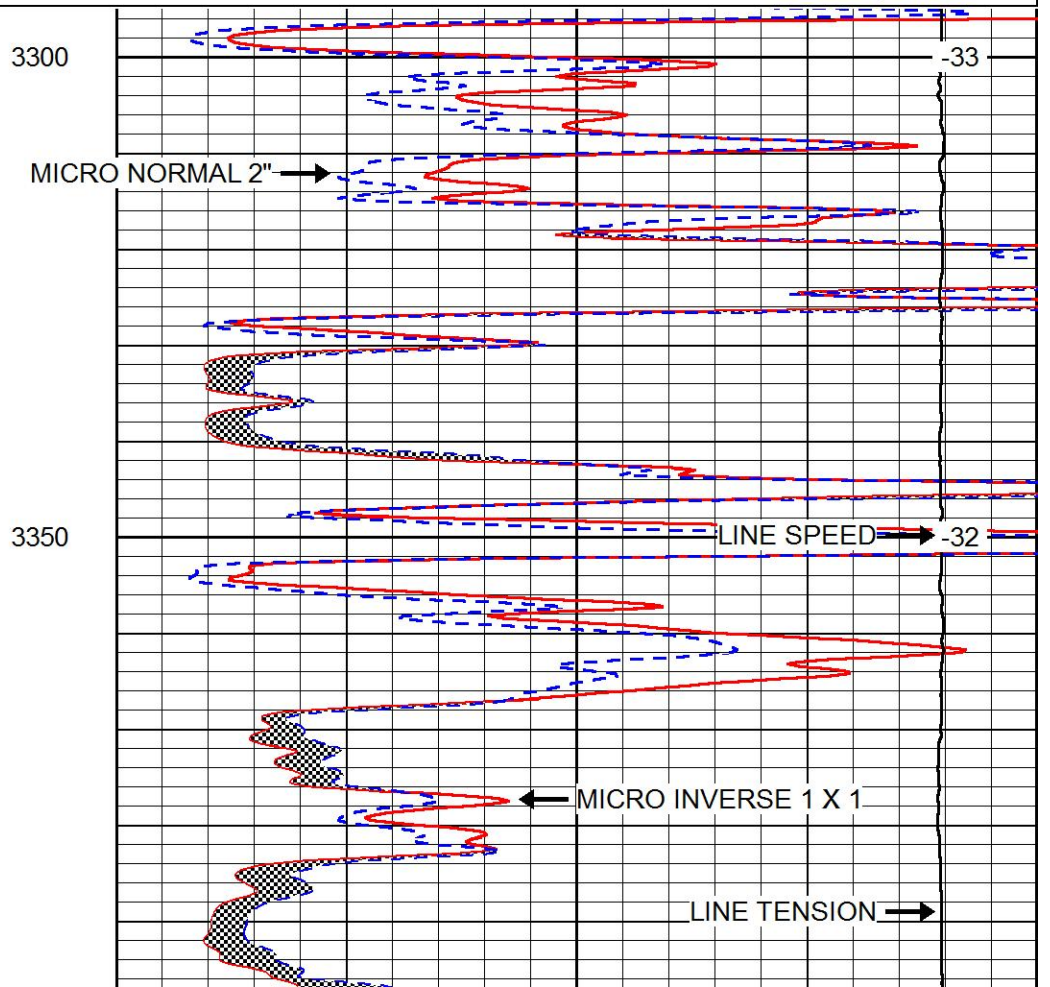 3300
-33
MICRO NORMAL 2"
3350
LINE SPEED
-32
MICRO INVERSE 1 X 1
LINE TENSION